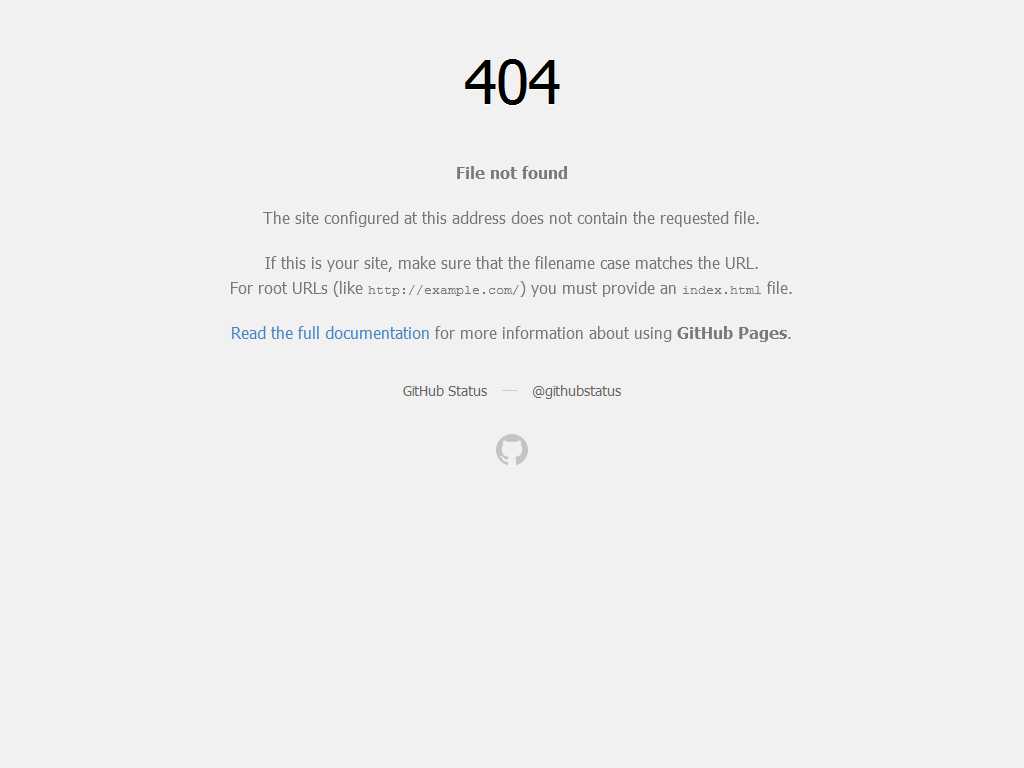 404
File not found
The site configured at this address does not contain the requested file.
If this is your site, make sure that the filename case matches the URL.
For root URLs (like http://example.com/) you must provide an index.html file.
Read the full documentation for more information about using GitHub Pages.
GitHub Status — @githubstatus